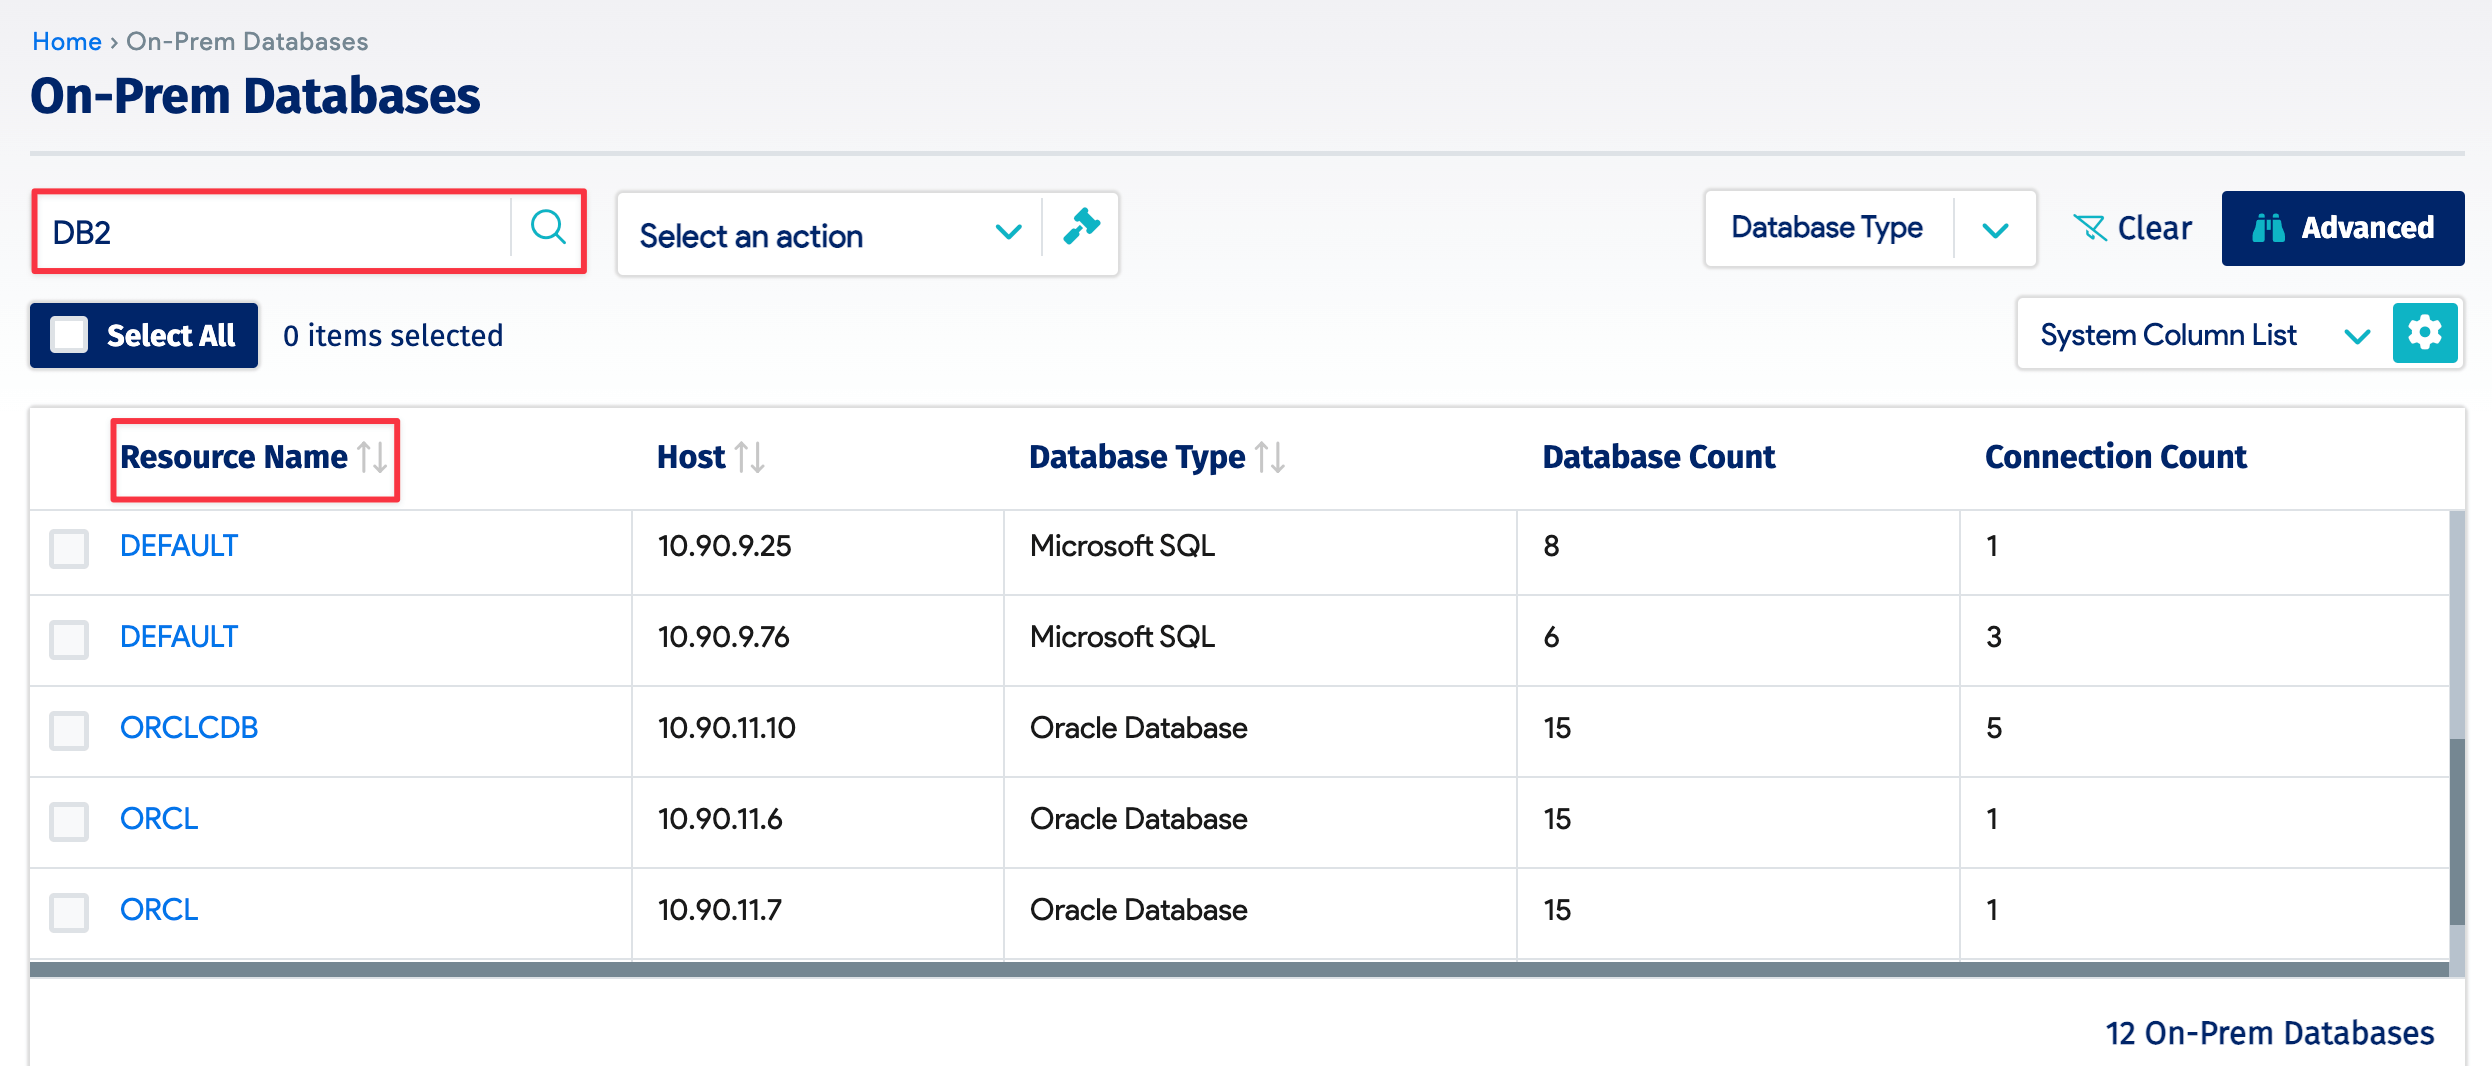 Home › On-Prem Databases
On-Prem Databases
DB2
Select an action
Database Type
Clear
Advanced
Select All
0 items selected
System Column List
Resource Name Host Database Type Database Count Connection Count
DEFAULT 10.90.9.25 Microsoft SQL 8 1
DEFAULT 10.90.9.76 Microsoft SQL 6 3
ORCLCDB 10.90.11.10 Oracle Database 15 5
ORCL 10.90.11.6 Oracle Database 15 1
ORCL 10.90.11.7 Oracle Database 15 1
12 On-Prem Databases